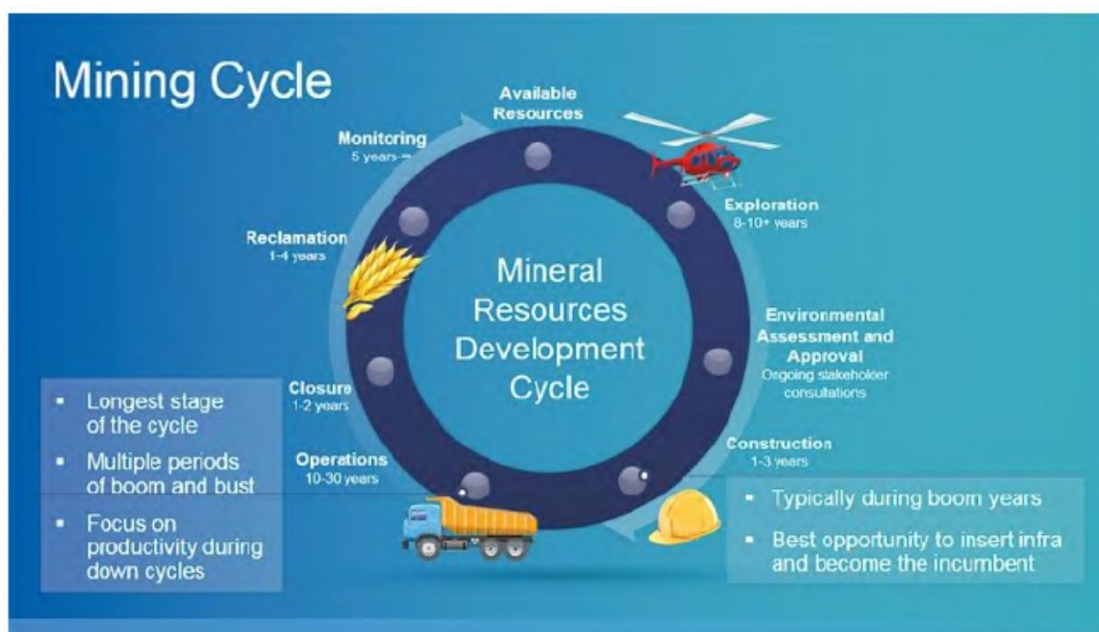 Mining Cycle
Available
Resources
Monitoring
5 years-∞
Exploration
8-10+ years
Reclamation
1-4 years
Mineral
Resources
Development
Cycle
Environmental
Assessment and
Approval
Ongoing stakeholder
consultations
Closure
1-2 years
Construction
1-3 years
Operations
10-30 years
▪ Longest stage
of the cycle
▪ Multiple periods
of boom and bust
▪ Focus on
productivity during
down cycles
▪ Typically during boom years
▪ Best opportunity to insert infra
and become the incumbent